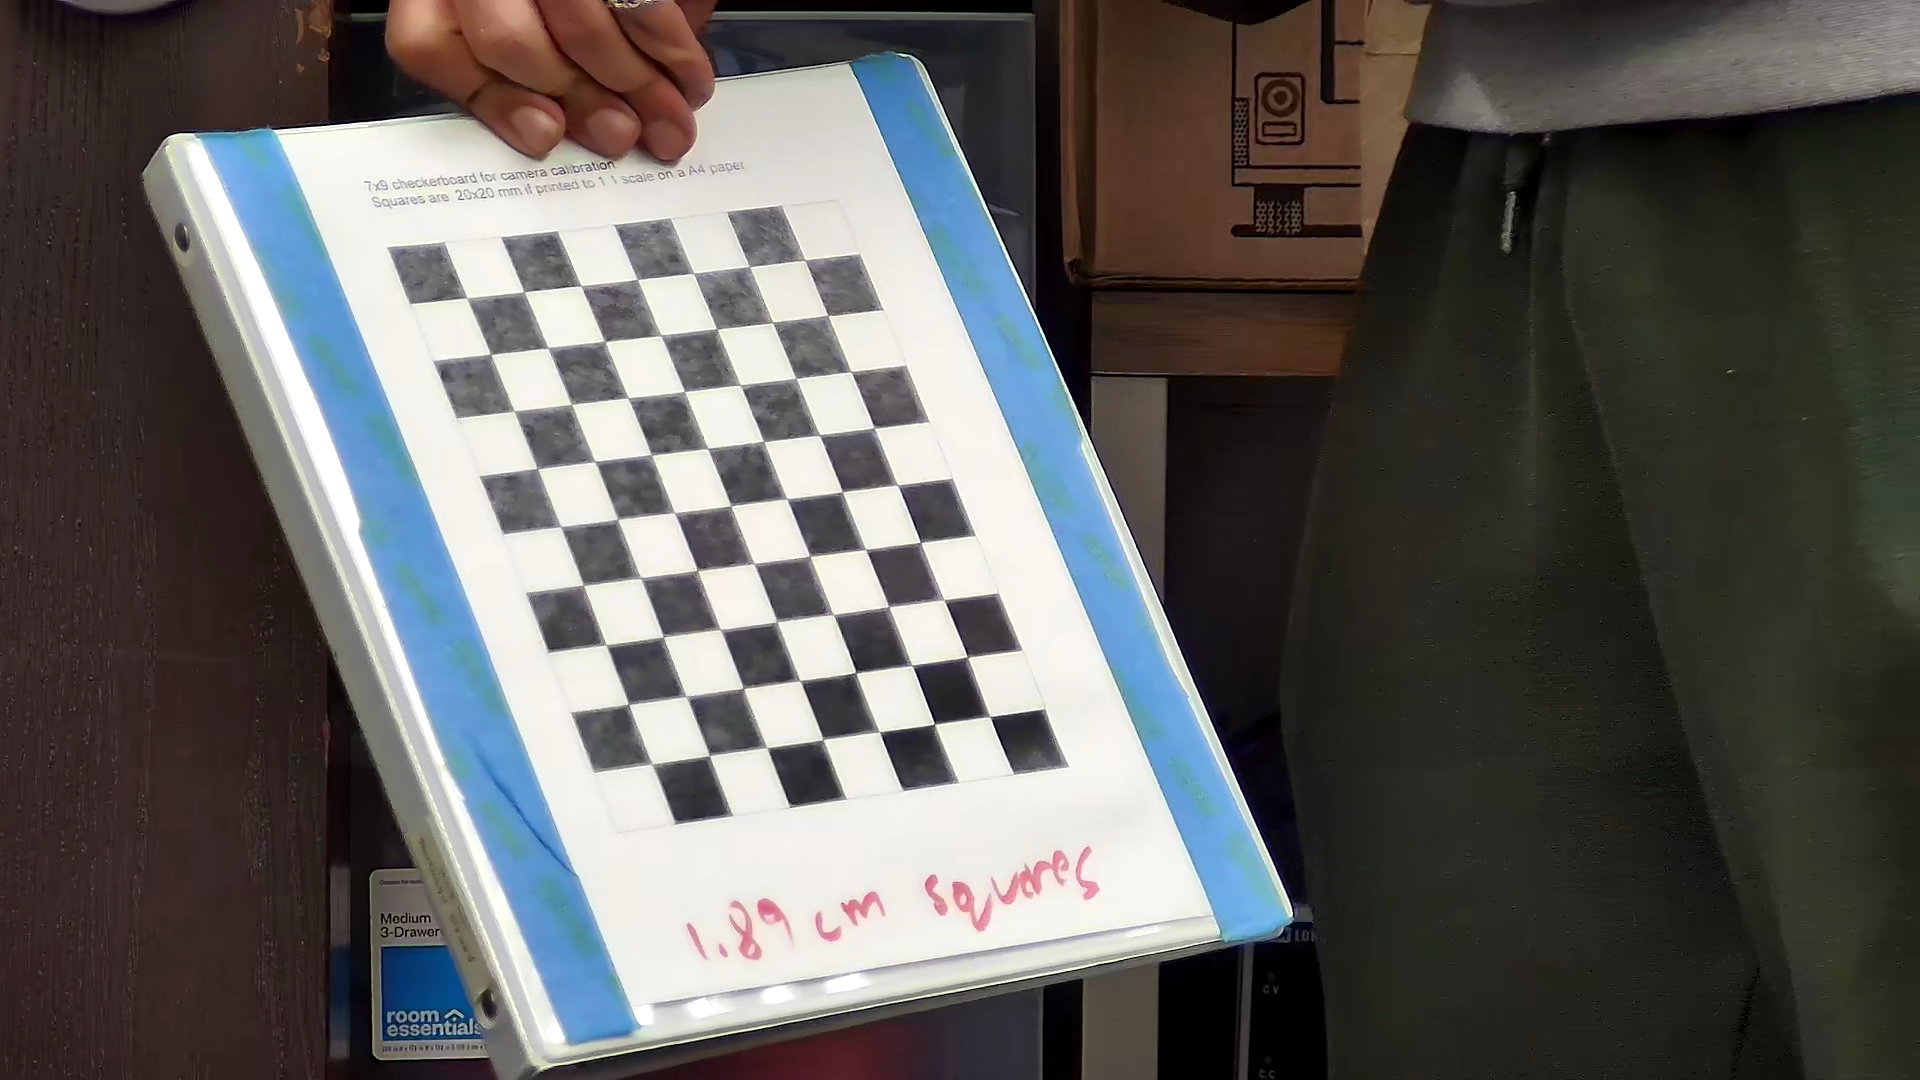 7x9 checkerboard for camera calibration.
Squares are 20x20 mm if printed to 1 1 scale on a A4 paper
1.89 cm squares
Medium
3-Drawer
room
essentials